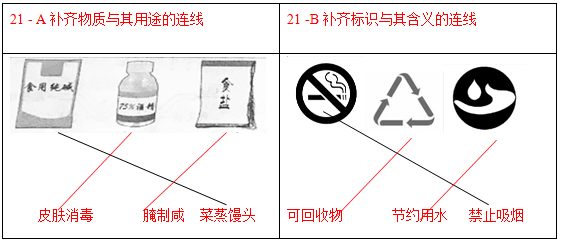 21 - A 补齐物质与其用途的连线
21 -B 补齐标识与其含义的连线
食用纯碱
75%酒精
食盐
皮肤消毒
腌制咸
菜蒸馒头
可回收物
节约用水
禁止吸烟